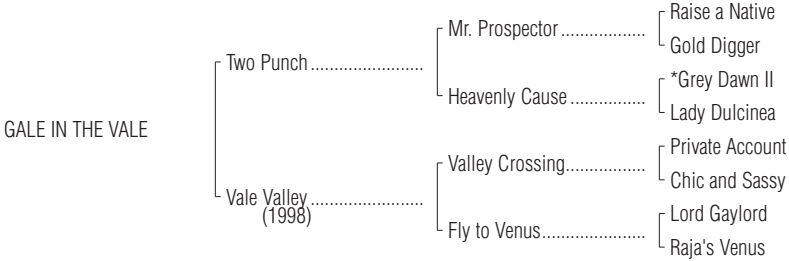 Raise a Native
Mr. Prospector ..................
Gold Digger
Two Punch ........................
*Grey Dawn II
Heavenly Cause ................
Lady Dulcinea
GALE IN THE VALE
Private Account
Valley Crossing.................
Chic and Sassy
Vale Valley ........................
(1998)
Lord Gaylord
Fly to Venus......................
Raja's Venus